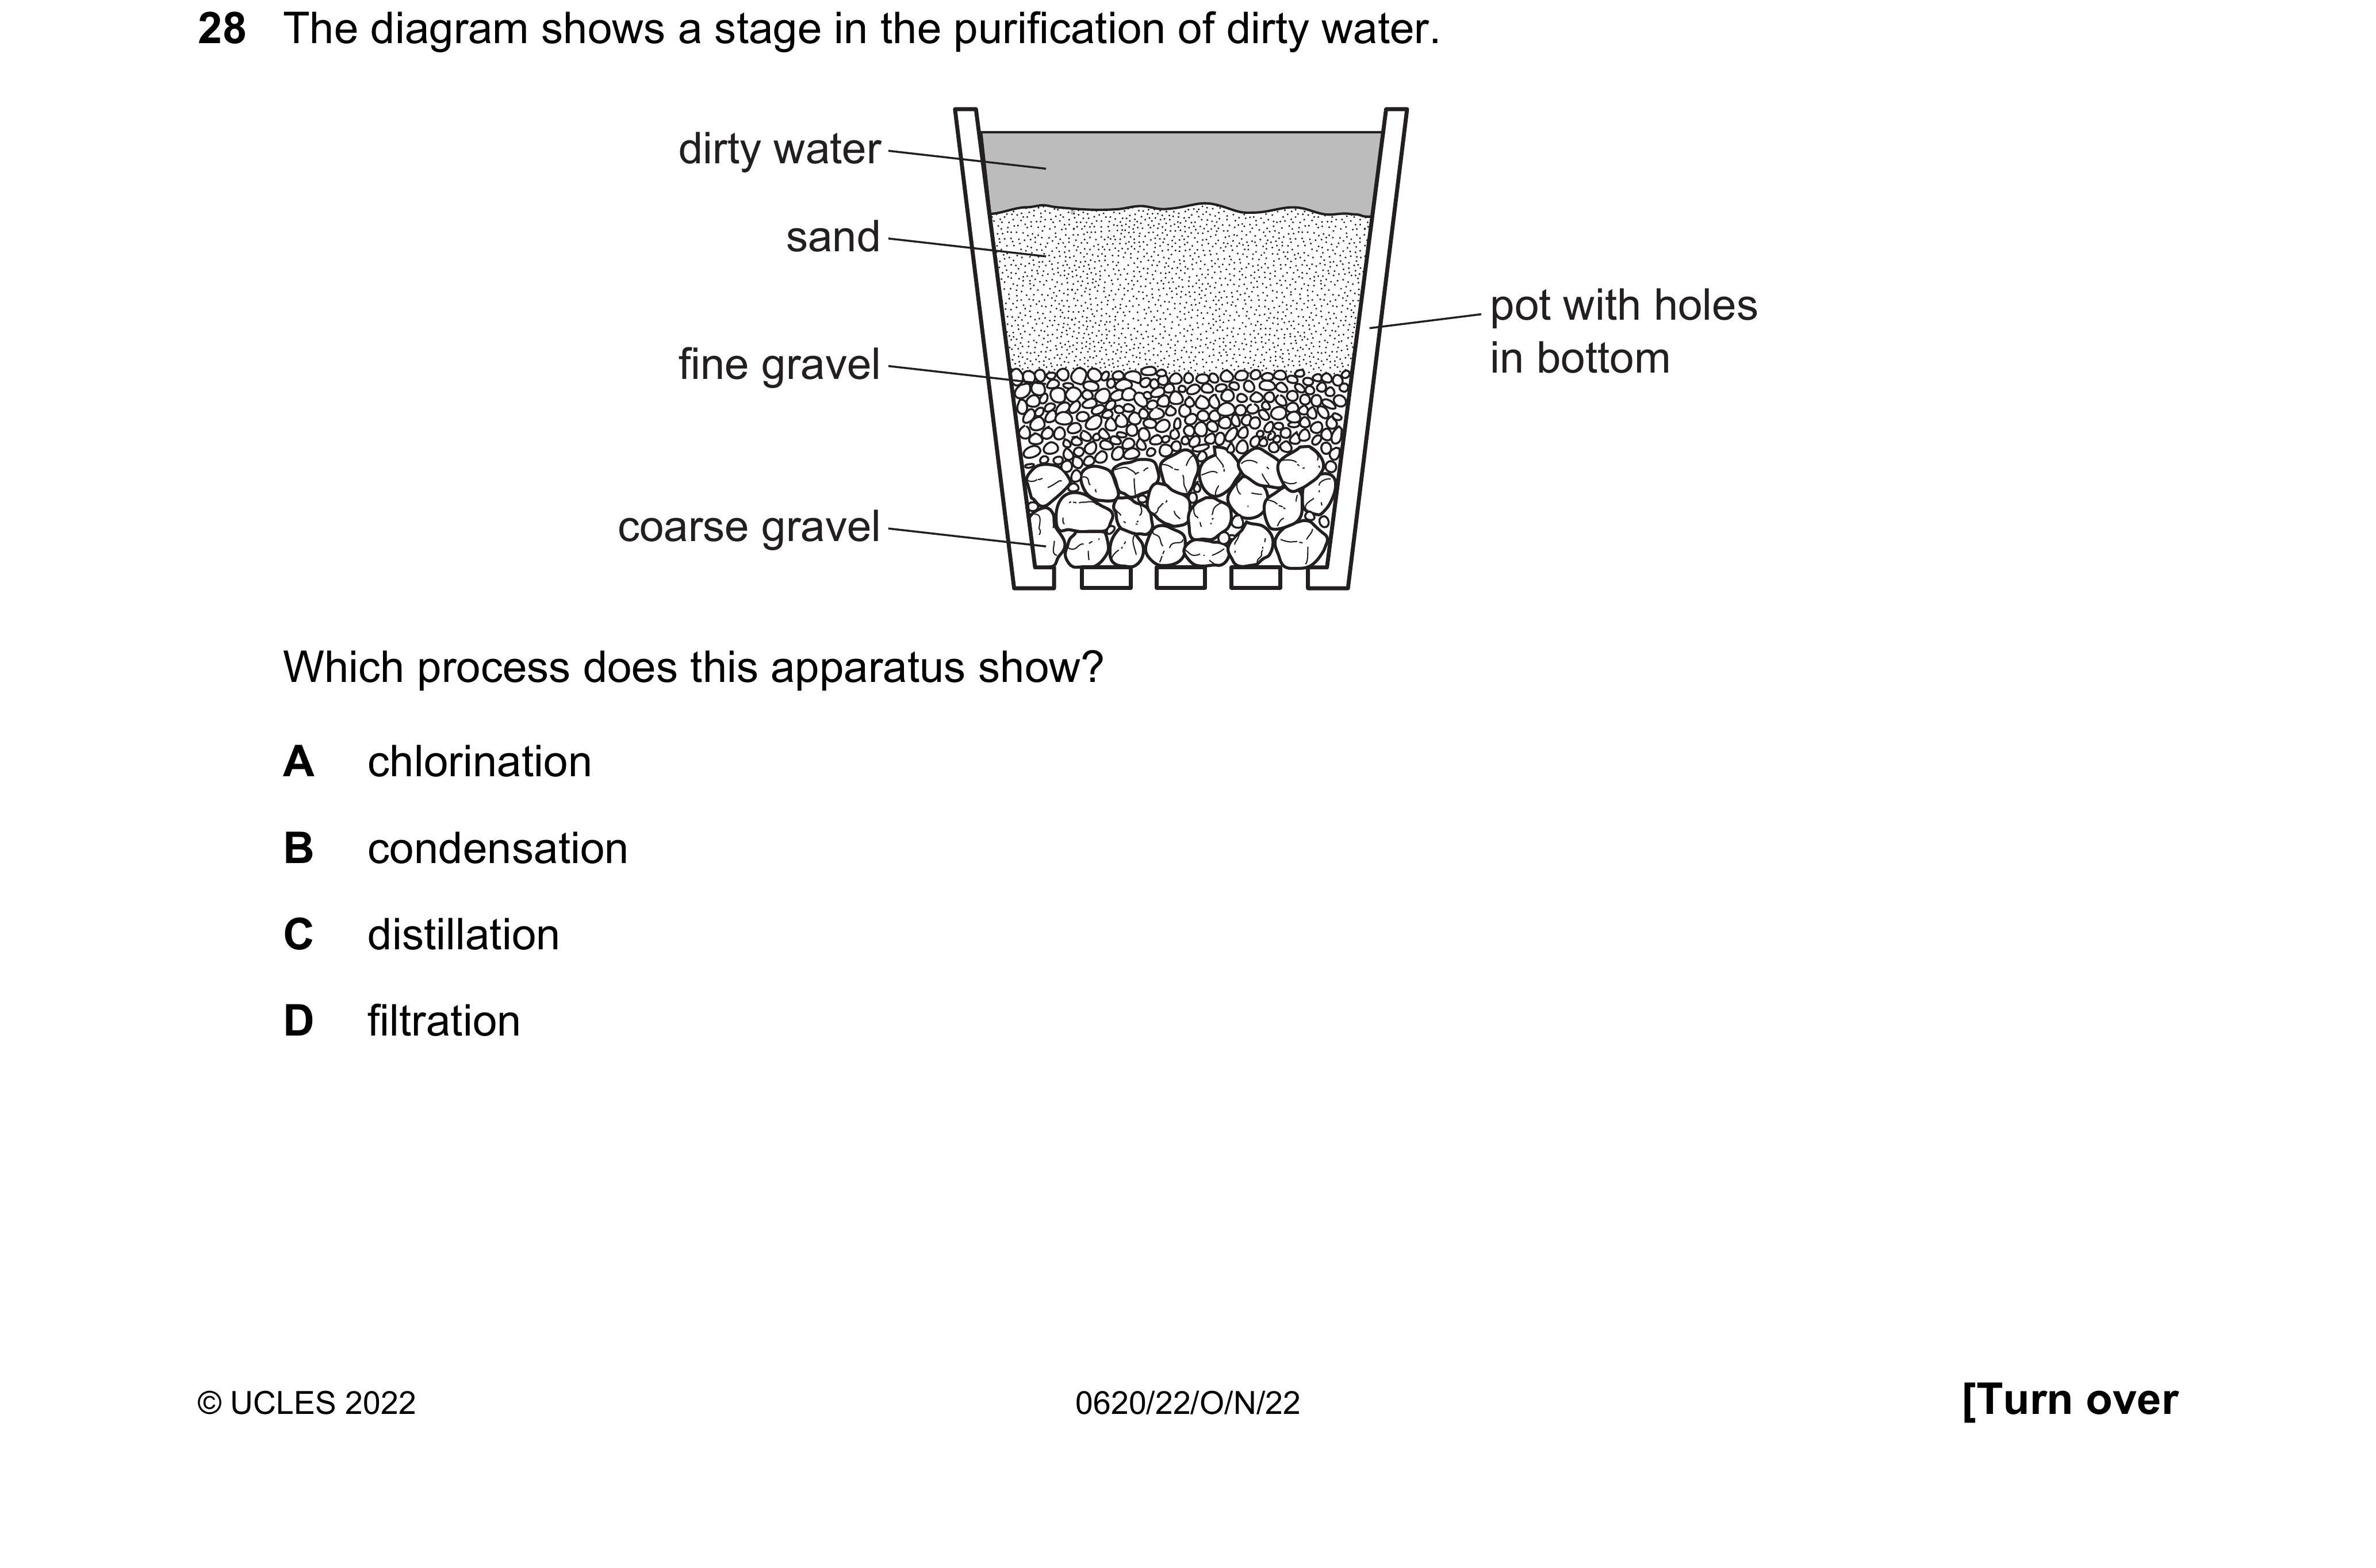 28 The diagram shows a stage in the purification of dirty water.
dirty water
sand
fine gravel
coarse gravel
pot with holes
in bottom
Which process does this apparatus show?
A chlorination
B condensation
C distillation
D filtration
© UCLES 2022 0620/22/O/N/22 [Turn over